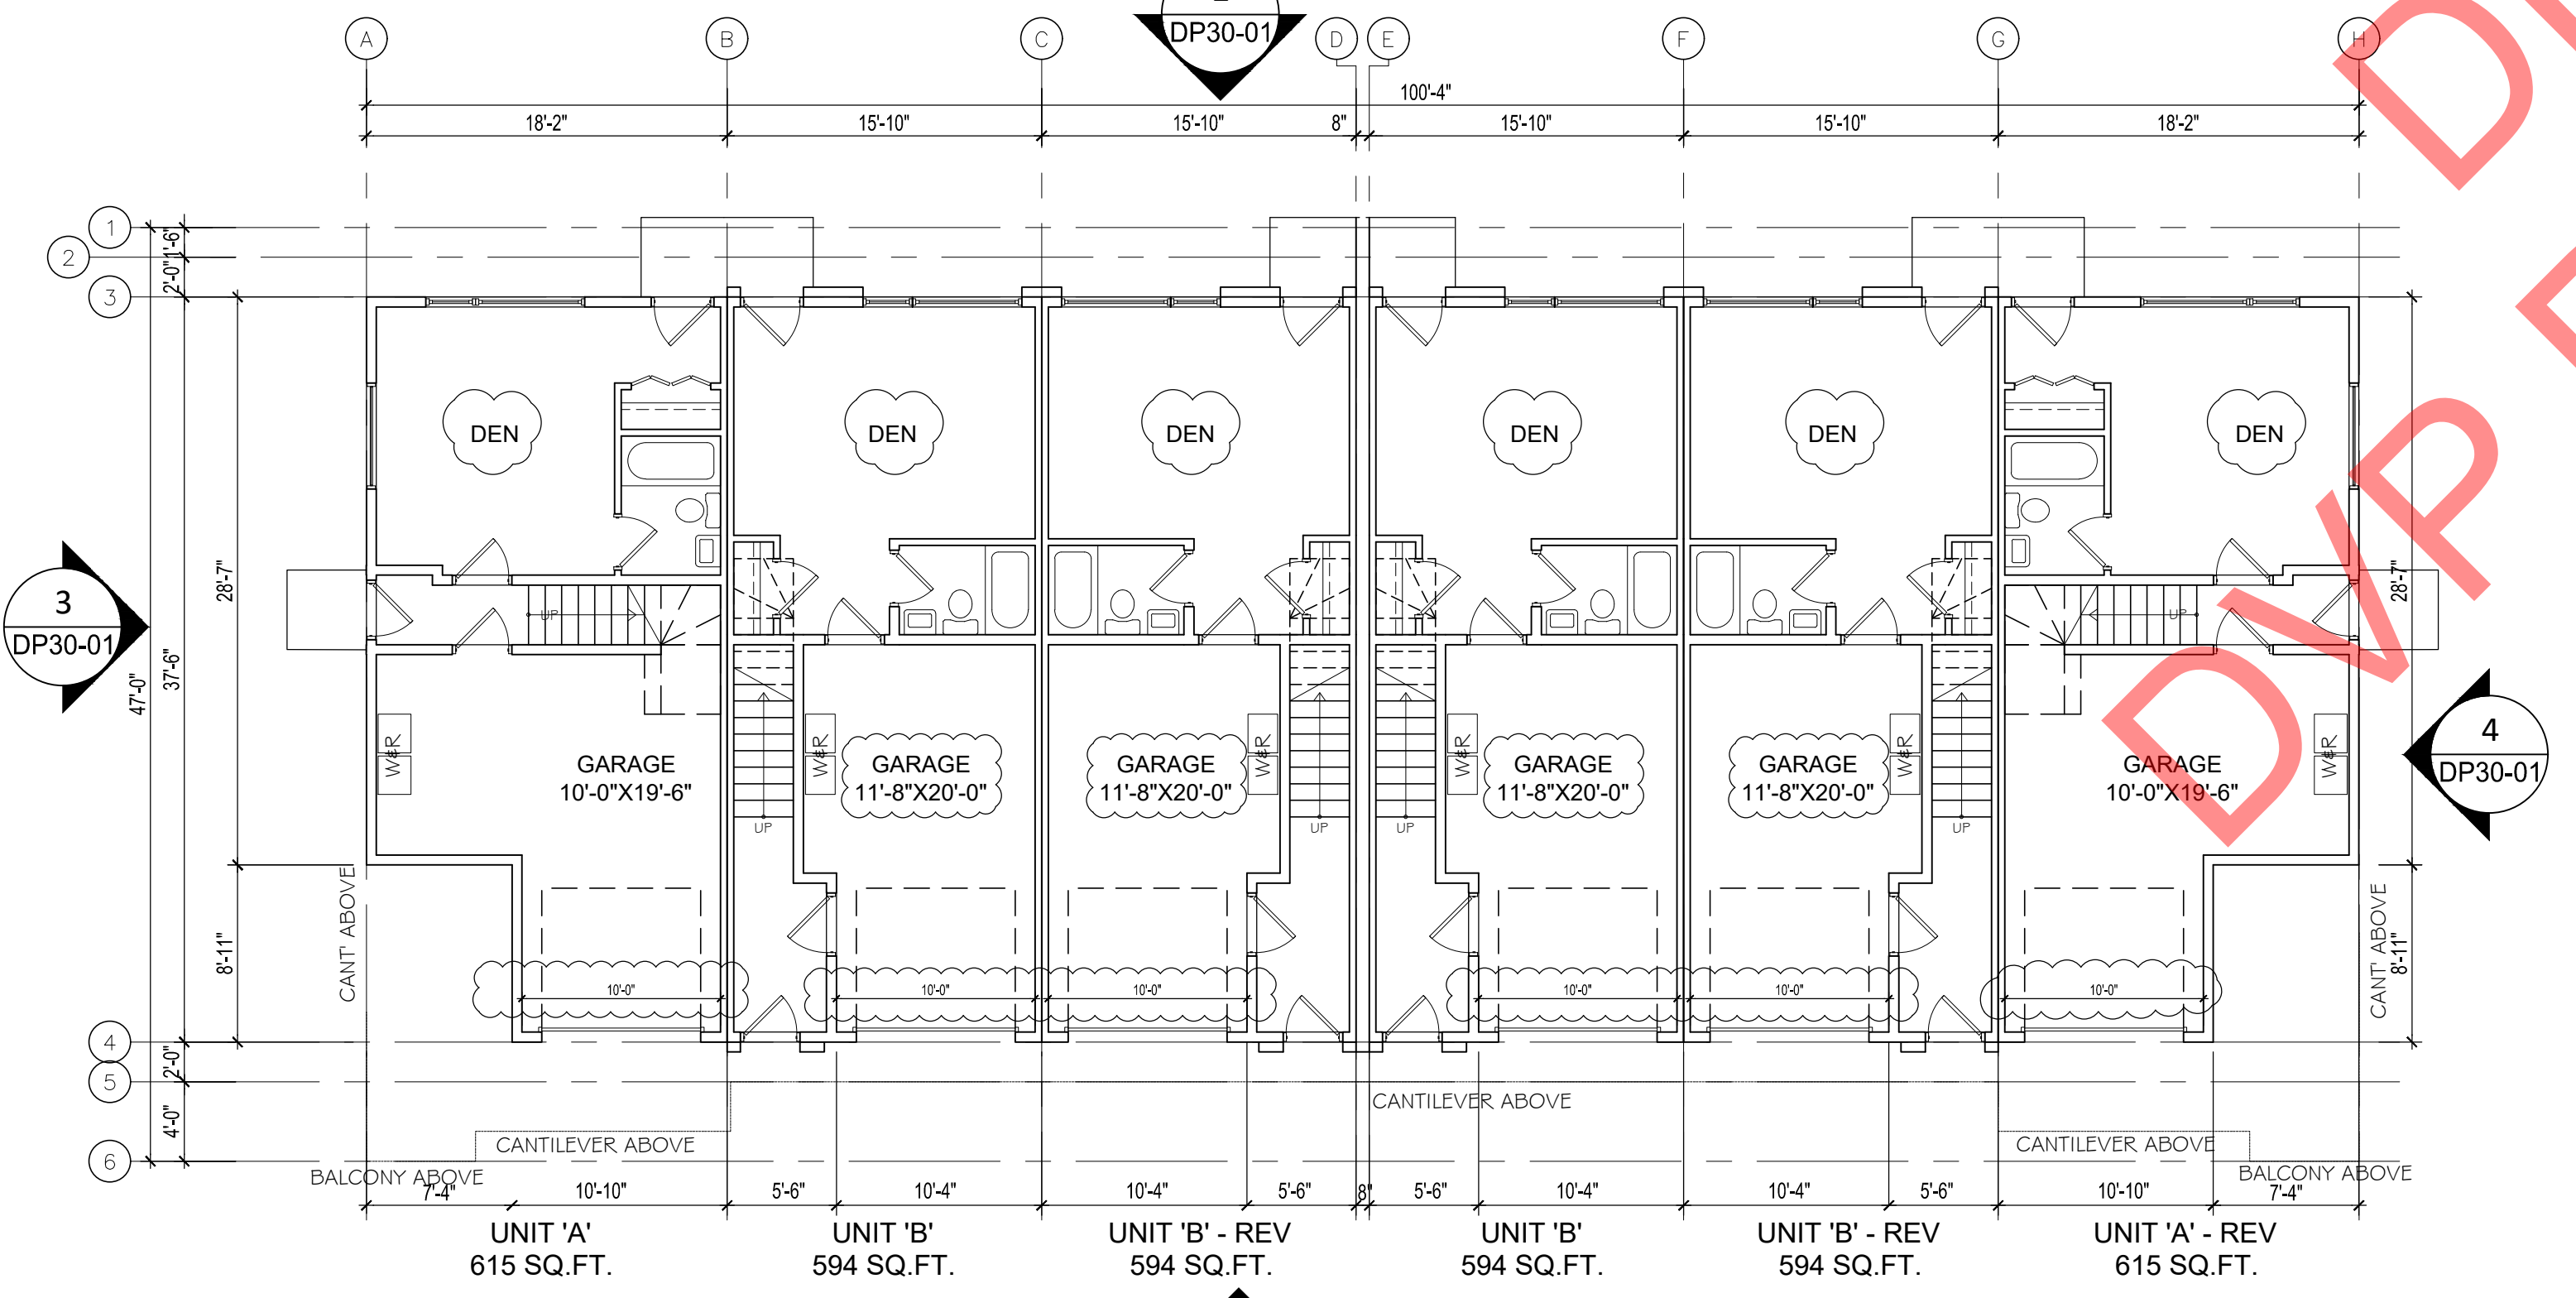 DP30-01
A
B
C
D
E
F
G
H
100'-4"
18'-2"
15'-10"
15'-10"
8"
15'-10"
15'-10"
18'-2"
1
2
3
1'-6"
2'-0"
DEN
DEN
DEN
DEN
DEN
DEN
3
DP30-01
4
DP30-01
47'-0"
37'-6"
28'-7"
28'-7"
8'-11"
8'-11"
UP
UP
W&R
W&R
W&R
W&R
W&R
W&R
GARAGE
10'-0"X19'-6"
GARAGE
11'-8"X20'-0"
GARAGE
11'-8"X20'-0"
GARAGE
11'-8"X20'-0"
GARAGE
11'-8"X20'-0"
GARAGE
10'-0"X19'-6"
UP
UP
UP
UP
CANT' ABOVE
CANT' ABOVE
10'-0"
10'-0"
10'-0"
10'-0"
10'-0"
10'-0"
4
5
6
2'-0"
4'-0"
CANTILEVER ABOVE
CANTILEVER ABOVE
CANTILEVER ABOVE
BALCONY ABOVE
BALCONY ABOVE
7'-4"
10'-10"
5'-6"
10'-4"
10'-4"
5'-6"
8"
5'-6"
10'-4"
10'-4"
5'-6"
10'-10"
7'-4"
UNIT 'A'
615 SQ.FT.
UNIT 'B'
594 SQ.FT.
UNIT 'B' - REV
594 SQ.FT.
UNIT 'B'
594 SQ.FT.
UNIT 'B' - REV
594 SQ.FT.
UNIT 'A' - REV
615 SQ.FT.
DVP